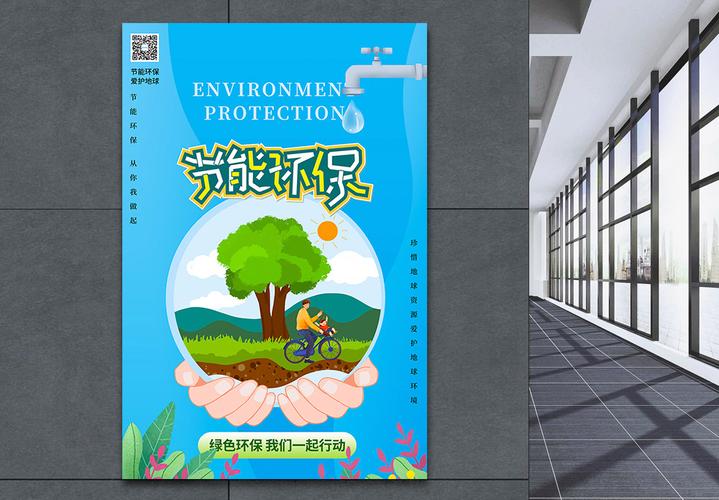 节能环保
爱护地球
节能环保 从你我做起
ENVIRONMEN
PROTECTION
节能环保
珍惜地球资源爱护地球环境
绿色环保 我们一起行动